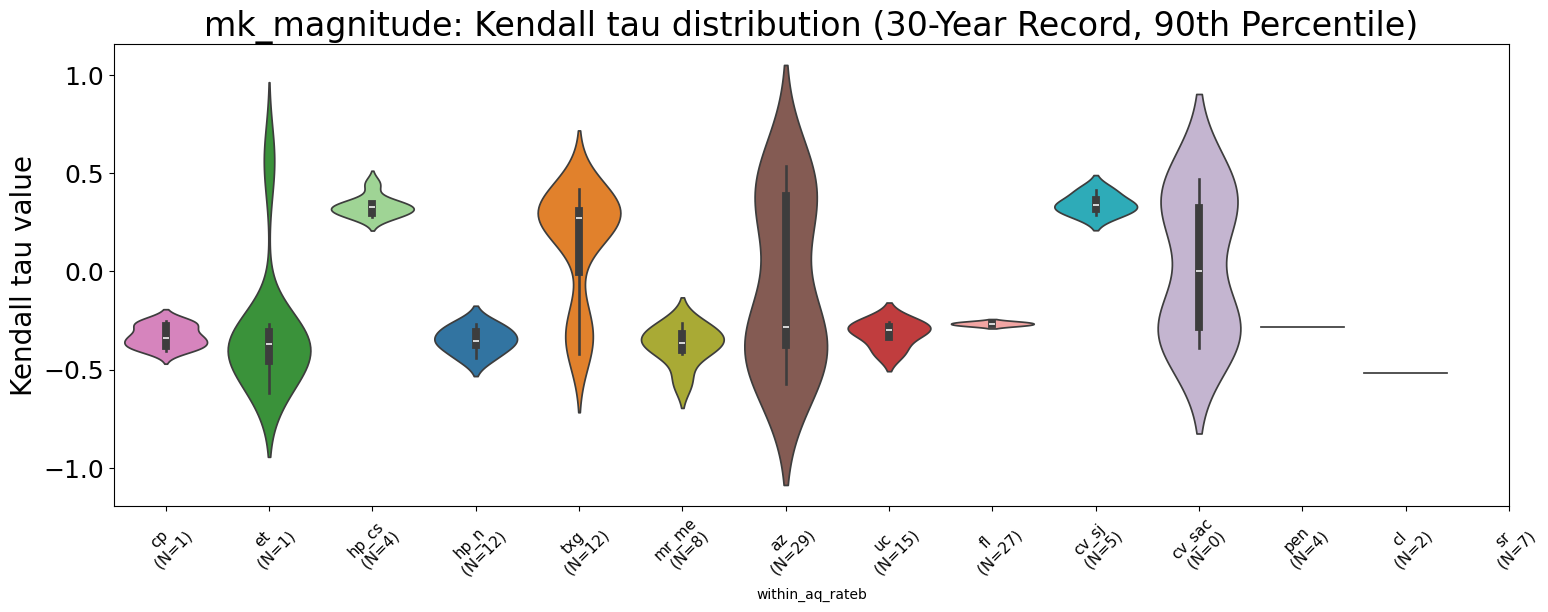 mk_magnitude: Kendall tau distribution (30-Year Record, 90th Percentile)
Kendall tau value
1.0
0.5
0.0
−0.5
−1.0
cp
(N=1)
et
(N=1)
hp_cs
(N=4)
hp_n
(N=12)
txg
(N=12)
mr_me
(N=8)
az
(N=29)
uc
(N=15)
fl
(N=27)
cv_sj
(N=5)
cv_sac
(N=0)
pen
(N=4)
cl
(N=2)
sr
(N=7)
within_aq_rateb